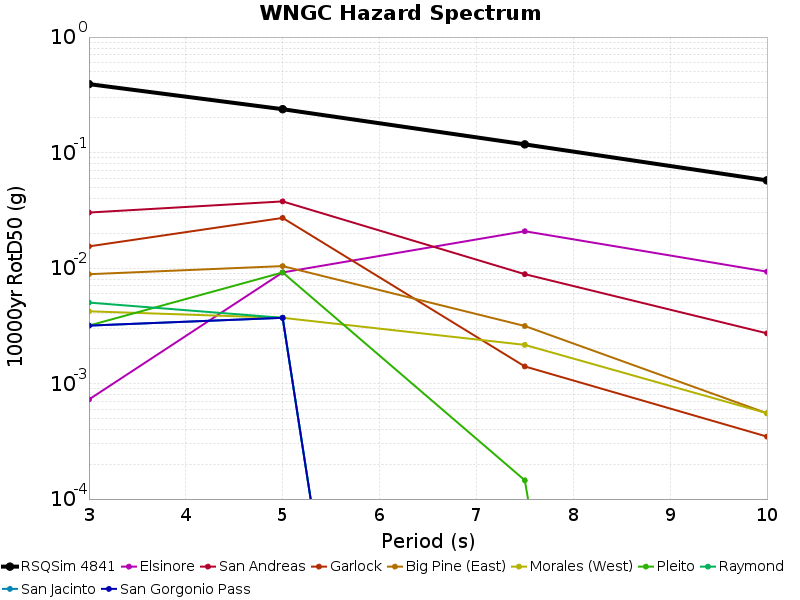 WNGC Hazard Spectrum
10000yr RotD50 (g)
10^0
10^-1
10^-2
10^-3
10^-4
3 4 5 6 7 8 9 10
Period (s)
RSQSim 4841 Elsinore San Andreas Garlock Big Pine (East) Morales (West) Pleito Raymond
San Jacinto San Gorgonio Pass